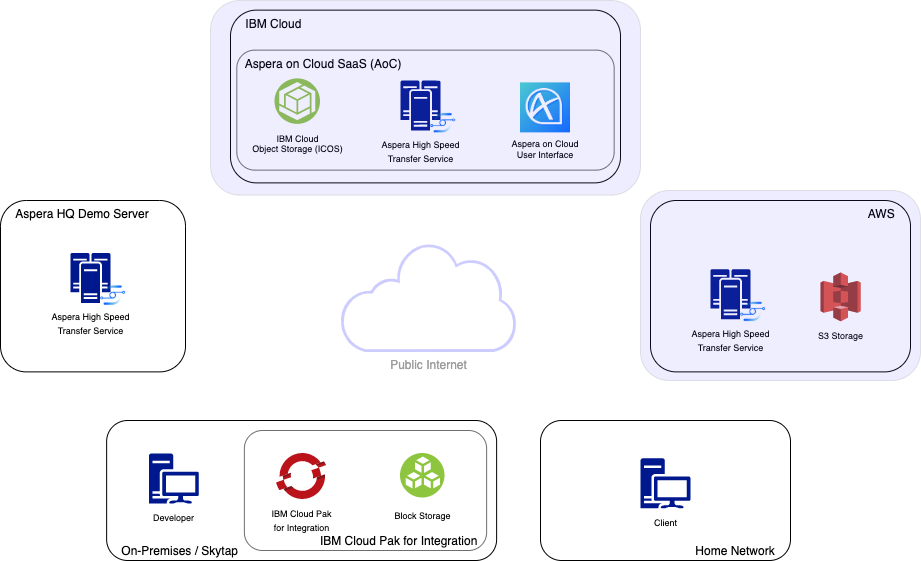 IBM Cloud
Aspera on Cloud SaaS (AoC)
IBM Cloud
Object Storage (ICOS)
Aspera High Speed
Transfer Service
Aspera on Cloud
User Interface
Aspera HQ Demo Server
Aspera High Speed
Transfer Service
AWS
Aspera High Speed
Transfer Service
S3 Storage
Public Internet
Developer
IBM Cloud Pak
for Integration
Block Storage
IBM Cloud Pak for Integration
On-Premises / Skytap
Client
Home Network